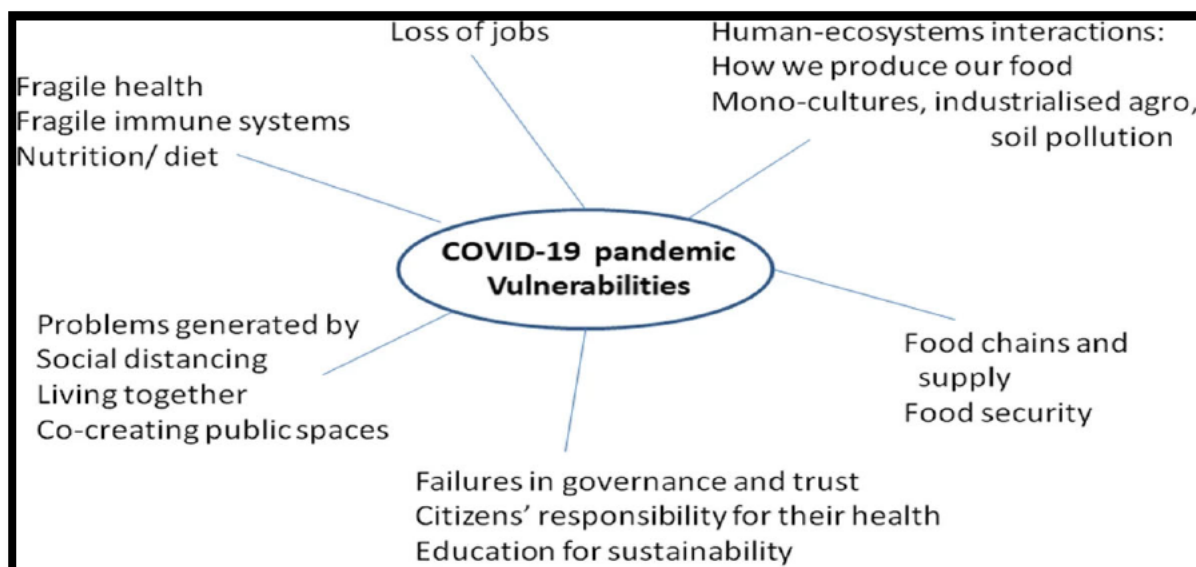 Loss of jobs
Human-ecosystems interactions:
How we produce our food
Mono-cultures, industrialised agro,
soil pollution
Fragile health
Fragile immune systems
Nutrition/ diet
COVID-19 pandemic
Vulnerabilities
Problems generated by
Social distancing
Living together
Co-creating public spaces
Food chains and
supply
Food security
Failures in governance and trust
Citizens’ responsibility for their health
Education for sustainability